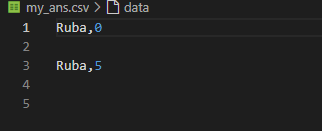 my_ans.csv > data
1 Ruba,0
2
3 Ruba,5
4
5